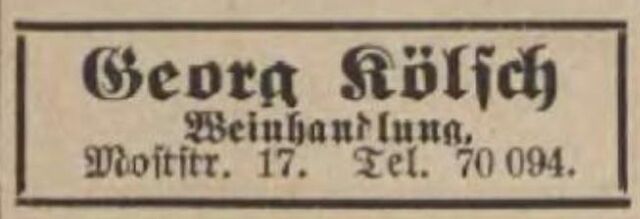 Georg Kölsch
Weinhandlung,
Moststr. 17. Tel. 70 094.